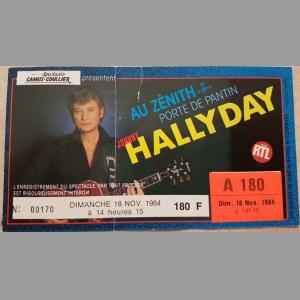 Spectacles
CAMUS-COULLIER
présentent
AU ZÉNITH
PORTE DE PANTIN
JOHNNY
HALLYDAY
RTL
L'ENREGISTREMENT DU SPECTACLE PAR TOUT PROCÉDÉ
EST RIGOUREUSEMENT INTERDIT
N° 00170
DIMANCHE 18 NOV. 1984
à 14 heures 15
180 F
A 180
Dim. 18 Nov. 1984
à 14h15